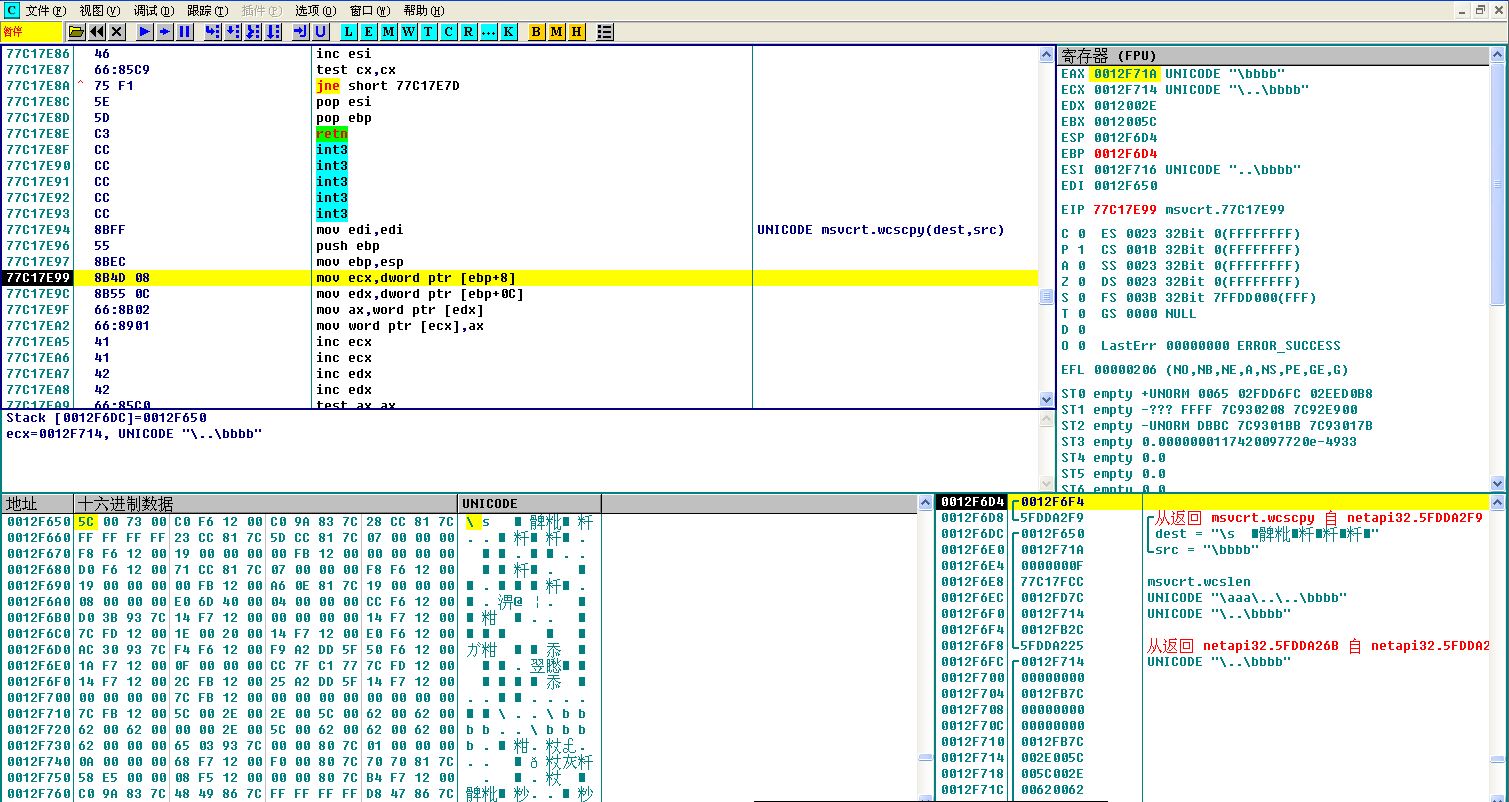 C 文件(F) 视图(V) 调试(D) 跟踪(T) 插件(P) 选项(O) 窗口(W) 帮助(H)
暂停 L E M W T C R ... K B M H
77C17E86 46 inc esi
77C17E87 66:85C9 test cx,cx
77C17E8A ^ 75 F1 jne short 77C17E7D
77C17E8C 5E pop esi
77C17E8D 5D pop ebp
77C17E8E C3 retn
77C17E8F CC int3
77C17E90 CC int3
77C17E91 CC int3
77C17E92 CC int3
77C17E93 CC int3
77C17E94 8BFF mov edi,edi UNICODE msvcrt.wcscpy(dest,src)
77C17E96 55 push ebp
77C17E97 8BEC mov ebp,esp
77C17E99 8B4D 08 mov ecx,dword ptr [ebp+8]
77C17E9C 8B55 0C mov edx,dword ptr [ebp+0C]
77C17E9F 66:8B02 mov ax,word ptr [edx]
77C17EA2 66:8901 mov word ptr [ecx],ax
77C17EA5 41 inc ecx
77C17EA6 41 inc ecx
77C17EA7 42 inc edx
77C17EA8 42 inc edx
77C17EA9 66:85C0 test ax,ax
Stack [0012F6DC]=0012F650
ecx=0012F714, UNICODE "\..\bbbb"
寄存器 (FPU)
EAX 0012F71A UNICODE "\bbbb"
ECX 0012F714 UNICODE "\..\bbbb"
EDX 0012002E
EBX 0012005C
ESP 0012F6D4
EBP 0012F6D4
ESI 0012F716 UNICODE "..\bbbb"
EDI 0012F650
EIP 77C17E99 msvcrt.77C17E99
C 0 ES 0023 32Bit 0(FFFFFFFF)
P 1 CS 001B 32Bit 0(FFFFFFFF)
A 0 SS 0023 32Bit 0(FFFFFFFF)
Z 0 DS 0023 32Bit 0(FFFFFFFF)
S 0 FS 003B 32Bit 7FFDD000(FFF)
T 0 GS 0000 NULL
D 0
O 0 LastErr 00000000 ERROR_SUCCESS
EFL 00000206 (NO,NB,NE,A,NS,PE,GE,G)
ST0 empty +UNORM 0065 02FDD6FC 02EED0B8
ST1 empty -??? FFFF 7C930208 7C92E900
ST2 empty -UNORM DBBC 7C9301BB 7C93017B
ST3 empty 0.0000000117420097720e-4933
ST4 empty 0.0
ST5 empty 0.0
ST6 empty 0.0
地址 十六进制数据 UNICODE
0012F650 5C 00 73 00 C0 F6 12 00 C0 9A 83 7C 28 CC 81 7C
0012F660 FF FF FF FF 23 CC 81 7C 5D CC 81 7C 07 00 00 00
0012F670 F8 F6 12 00 19 00 00 00 00 FB 12 00 00 00 00 00
0012F680 D0 F6 12 00 71 CC 81 7C 07 00 00 00 F8 F6 12 00
0012F690 19 00 00 00 00 FB 12 00 A6 0E 81 7C 19 00 00 00
0012F6A0 08 00 00 00 E0 6D 40 00 04 00 00 00 CC F6 12 00
0012F6B0 D0 3B 93 7C 14 F7 12 00 00 00 00 00 14 F7 12 00
0012F6C0 7C FD 12 00 1E 00 20 00 14 F7 12 00 E0 F6 12 00
0012F6D0 AC 30 93 7C F4 F6 12 00 F9 A2 DD 5F 50 F6 12 00
0012F6E0 1A F7 12 00 0F 00 00 00 CC 7F C1 77 7C FD 12 00
0012F6F0 14 F7 12 00 2C FB 12 00 25 A2 DD 5F 14 F7 12 00
0012F700 00 00 00 00 7C FB 12 00 00 00 00 00 00 00 00 00
0012F710 7C FB 12 00 5C 00 2E 00 2E 00 5C 00 62 00 62 00
0012F720 62 00 62 00 00 00 2E 00 5C 00 62 00 62 00 62 00
0012F730 62 00 00 00 65 03 93 7C 00 00 80 7C 01 00 00 00
0012F740 0A 00 00 00 68 F7 12 00 F0 00 80 7C 70 70 81 7C
0012F750 58 E5 00 00 08 F5 12 00 00 00 80 7C B4 F7 12 00
0012F760 C0 9A 83 7C 48 49 86 7C FF FF FF FF D8 47 86 7C
0012F6D4 0012F6F4
0012F6D8 5FDDA2F9 从返回 msvcrt.wcscpy 自 netapi32.5FDDA2F9
0012F6DC 0012F650
0012F6E0 0012F71A src = "\bbbb"
0012F6E4 0000000F
0012F6E8 77C17FCC msvcrt.wcslen
0012F6EC 0012FD7C UNICODE "\aaa\..\..\bbbb"
0012F6F0 0012F714 UNICODE "\..\bbbb"
0012F6F4 0012FB2C
0012F6F8 5FDDA225 从返回 netapi32.5FDDA26B 自 netapi32.5FDDA2
0012F6FC 0012F714 UNICODE "\..\bbbb"
0012F700 00000000
0012F704 0012FB7C
0012F708 00000000
0012F70C 00000000
0012F710 0012FB7C
0012F714 002E005C
0012F718 005C002E
0012F71C 00620062